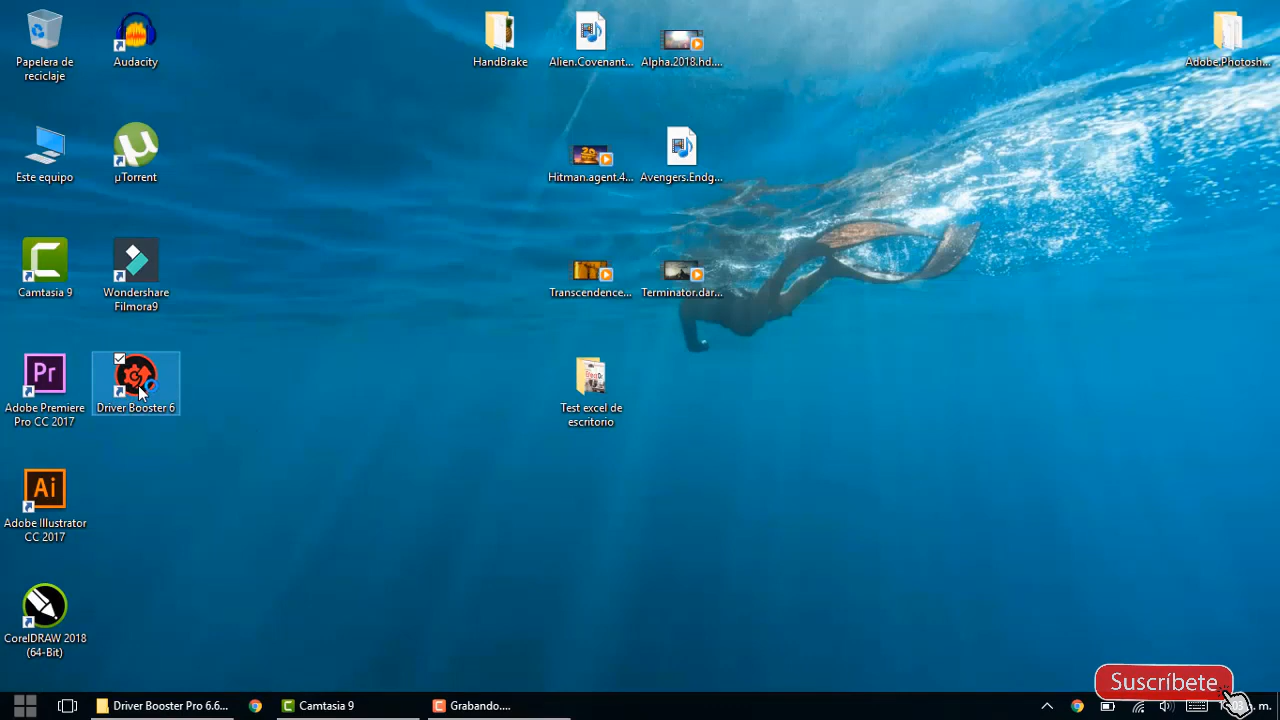 Papelera de
reciclaje
Audacity
HandBrake
Alien.Covenant...
Alpha.2018.hd....
Adobe.Photosh...
Este equipo
µTorrent
Hitman.agent.4...
Avengers.Endg...
Camtasia 9
Wondershare
Filmora9
Transcendence...
Terminator.dar...
Pr
Adobe Premiere
Pro CC 2017
Driver Booster 6
Test excel de
escritorio
Ai
Adobe Illustrator
CC 2017
CorelDRAW 2018
(64-Bit)
Suscríbete
Driver Booster Pro 6.6...
Camtasia 9
Grabando....
m.